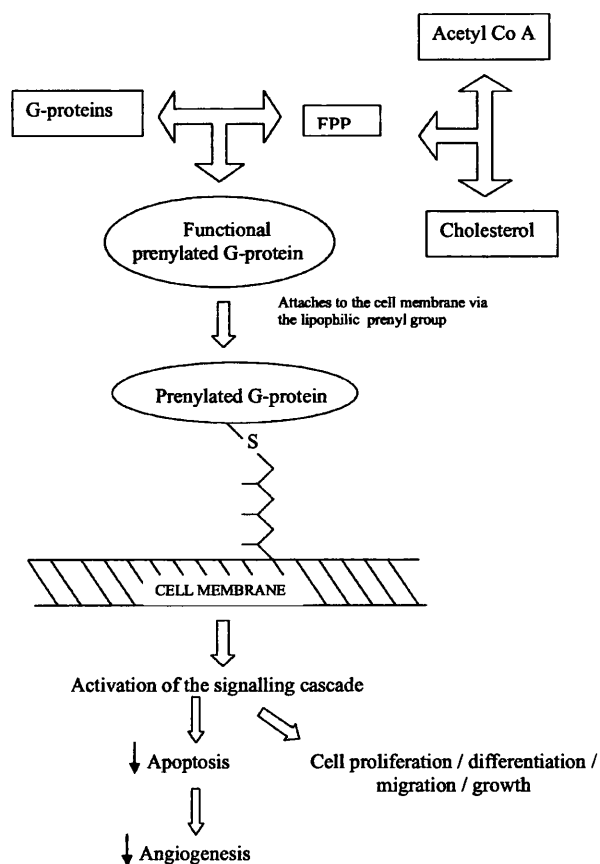 Acetyl Co A
G-proteins
FPP
Cholesterol
Functional
prenylated G-protein
Attaches to the cell membrane via
the lipophilic prenyl group
Prenylated G-protein
S
CELL MEMBRANE
Activation of the signalling cascade
↓ Apoptosis
Cell proliferation / differentiation /
migration / growth
↓ Angiogenesis